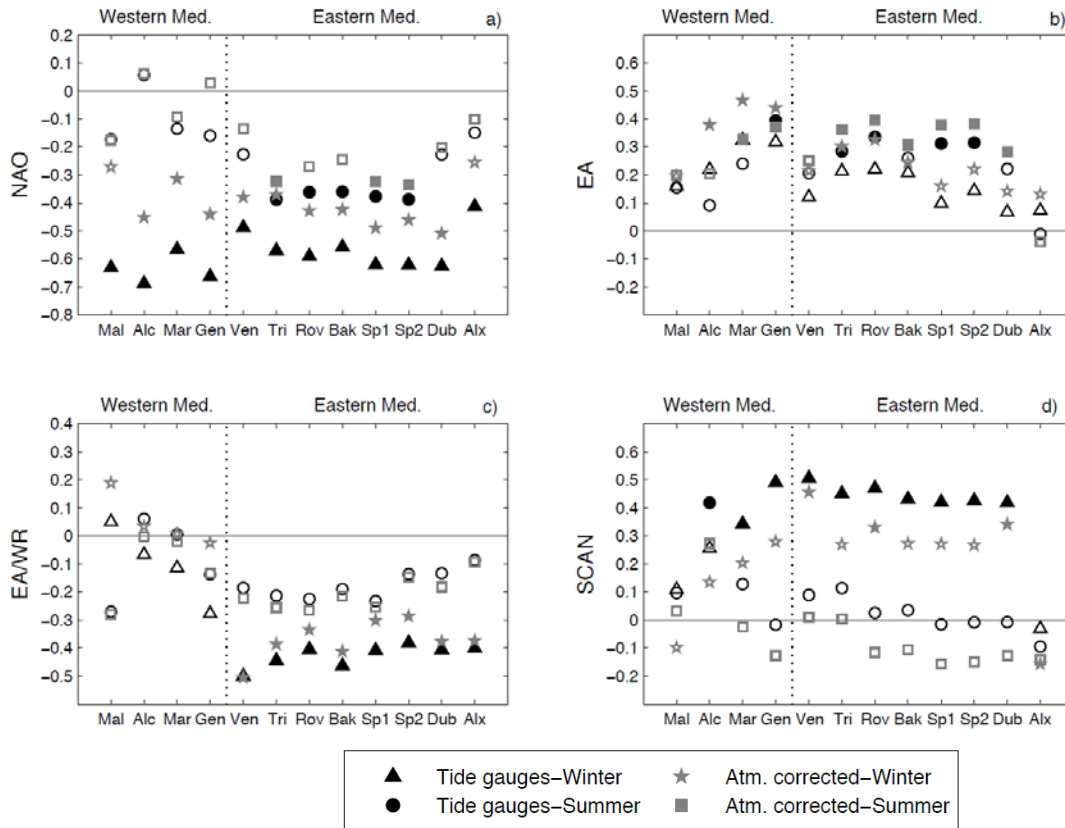 Western Med. Eastern Med. a)
NAO
0.2
0.1
0
−0.1
−0.2
−0.3
−0.4
−0.5
−0.6
−0.7
−0.8
Mal Alc Mar Gen Ven Tri Rov Bak Sp1 Sp2 Dub Alx
Western Med. Eastern Med. b)
EA
0.6
0.5
0.4
0.3
0.2
0.1
0
−0.1
−0.2
Mal Alc Mar Gen Ven Tri Rov Bak Sp1 Sp2 Dub Alx
Western Med. Eastern Med. c)
EA/WR
0.4
0.3
0.2
0.1
0
−0.1
−0.2
−0.3
−0.4
−0.5
Mal Alc Mar Gen Ven Tri Rov Bak Sp1 Sp2 Dub Alx
Western Med. Eastern Med. d)
SCAN
0.6
0.5
0.4
0.3
0.2
0.1
0
−0.1
−0.2
Mal Alc Mar Gen Ven Tri Rov Bak Sp1 Sp2 Dub Alx
Tide gauges−Winter Atm. corrected−Winter
Tide gauges−Summer Atm. corrected−Summer